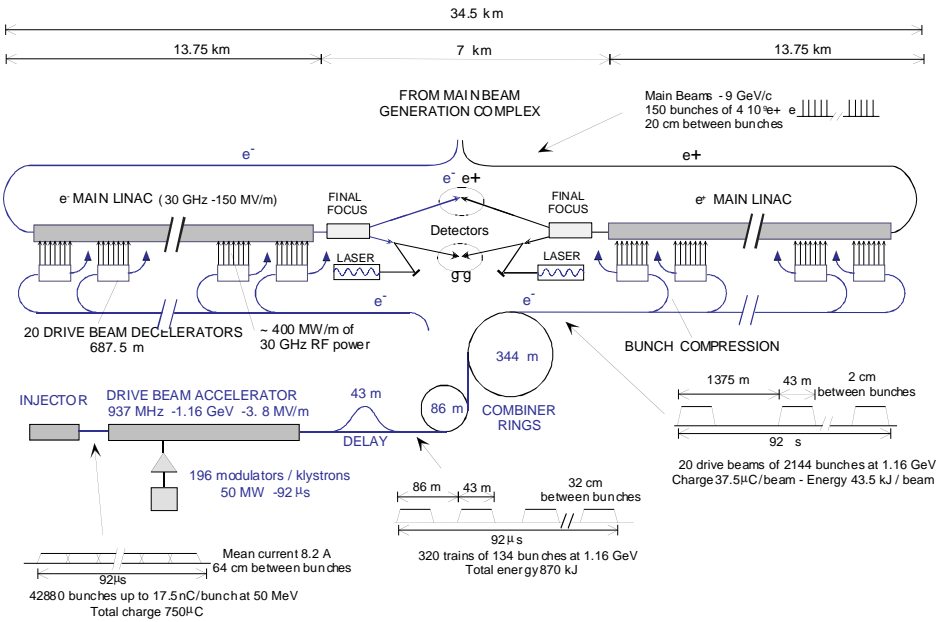 34.5 km
13.75 km
7 km
13.75 km
FROM MAIN BEAM
GENERATION COMPLEX
Main Beams - 9 GeV/c
150 bunches of 4 10⁹e+ e
20 cm between bunches
e-
e+
e- e+
e- MAIN LINAC (30 GHz -150 MV/m)
FINAL
FOCUS
FINAL
FOCUS
e+ MAIN LINAC
Detectors
LASER
gg
LASER
e-
e-
20 DRIVE BEAM DECELERATORS
687.5 m
~ 400 MW/m of
30 GHz RF power
BUNCH COMPRESSION
344 m
86 m
COMBINER
RINGS
INJECTOR
DRIVE BEAM ACCELERATOR
937 MHz -1.16 GeV -3.8 MV/m
43 m
DELAY
1375 m
43 m
2 cm
between bunches
92 s
20 drive beams of 2144 bunches at 1.16 GeV
Charge 37.5µC/beam - Energy 43.5 kJ / beam
196 modulators / klystrons
50 MW -92 µs
86 m
43 m
32 cm
between bunches
92µs
320 trains of 134 bunches at 1.16 GeV
Total energy 870 kJ
Mean current 8.2 A
64 cm between bunches
92µs
42880 bunches up to 17.5nC/bunch at 50 MeV
Total charge 750µC